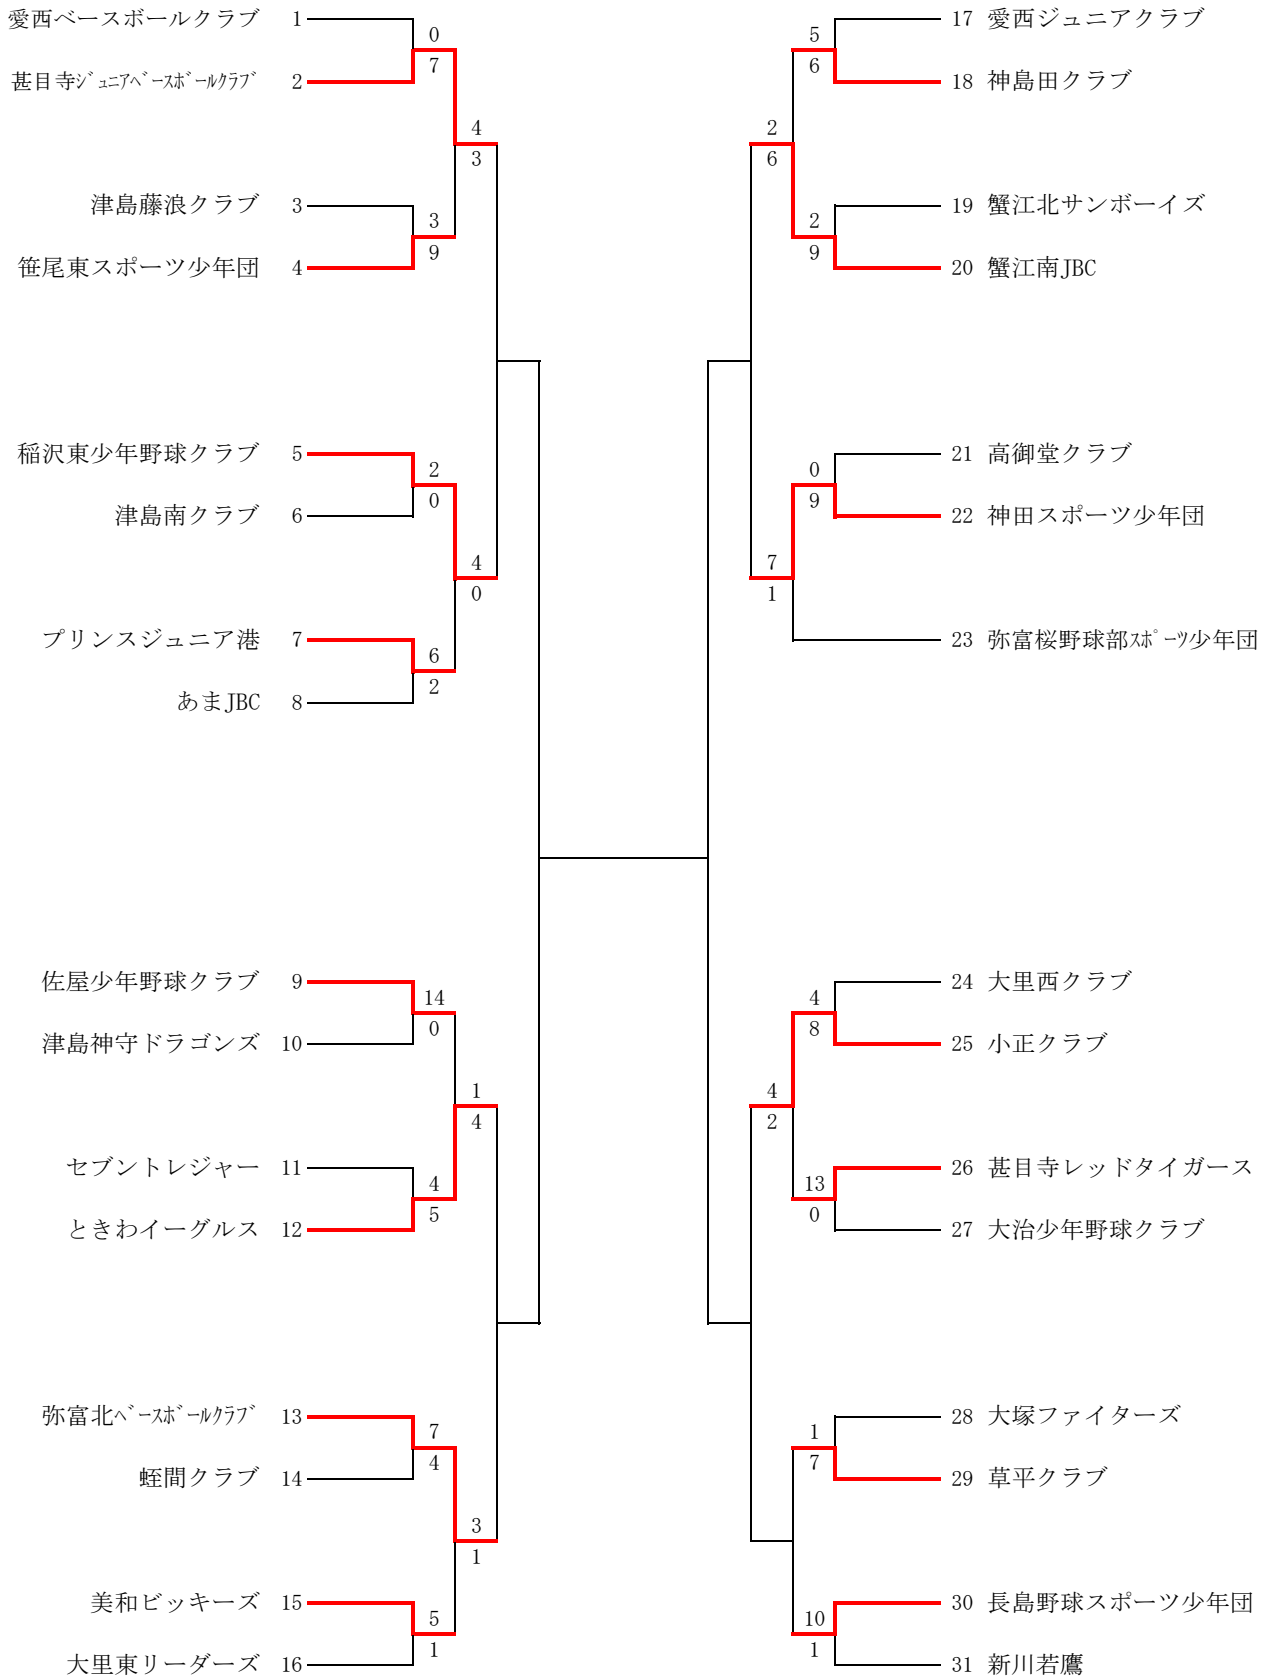 愛西ベースボールクラブ 1
甚目寺ｼﾞｭﾆｱﾍﾞｰｽﾎﾞｰﾙｸﾗﾌﾞ 2
0
7
4
3
津島藤浪クラブ 3
笹尾東スポーツ少年団 4
3
9
稲沢東少年野球クラブ 5
津島南クラブ 6
2
0
4
0
プリンスジュニア港 7
あまJBC 8
6
2
佐屋少年野球クラブ 9
津島神守ドラゴンズ 10
14
0
1
4
セブントレジャー 11
ときわイーグルス 12
4
5
弥富北ﾍﾞｰｽﾎﾞｰﾙｸﾗﾌﾞ 13
蛭間クラブ 14
7
4
3
1
美和ビッキーズ 15
大里東リーダーズ 16
5
1
17 愛西ジュニアクラブ
18 神島田クラブ
5
6
2
6
19 蟹江北サンボーイズ
20 蟹江南JBC
2
9
21 高御堂クラブ
22 神田スポーツ少年団
0
9
7
1
23 弥富桜野球部ｽﾎﾟｰﾂ少年団
24 大里西クラブ
25 小正クラブ
4
8
4
2
26 甚目寺レッドタイガース
27 大治少年野球クラブ
13
0
28 大塚ファイターズ
29 草平クラブ
1
7
30 長島野球スポーツ少年団
31 新川若鷹
10
1